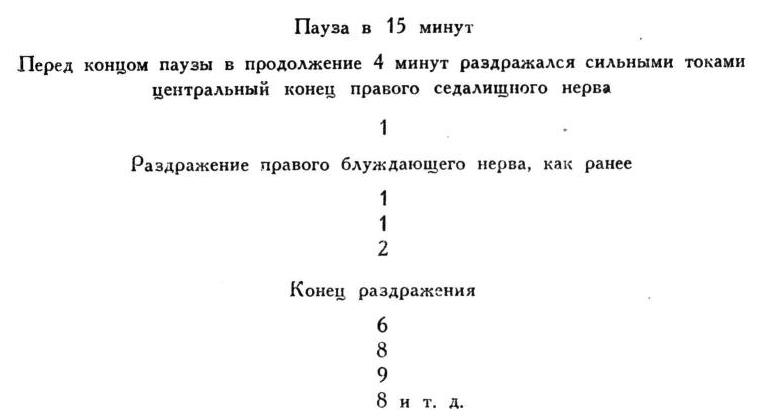 Пауза в 15 минут
Перед концом паузы в продолжение 4 минут раздражался сильными токами
центральный конец правого седалищного нерва
1
Раздражение правого блуждающего нерва, как ранее
1
1
2
Конец раздражения
6
8
9
8 и т. д.